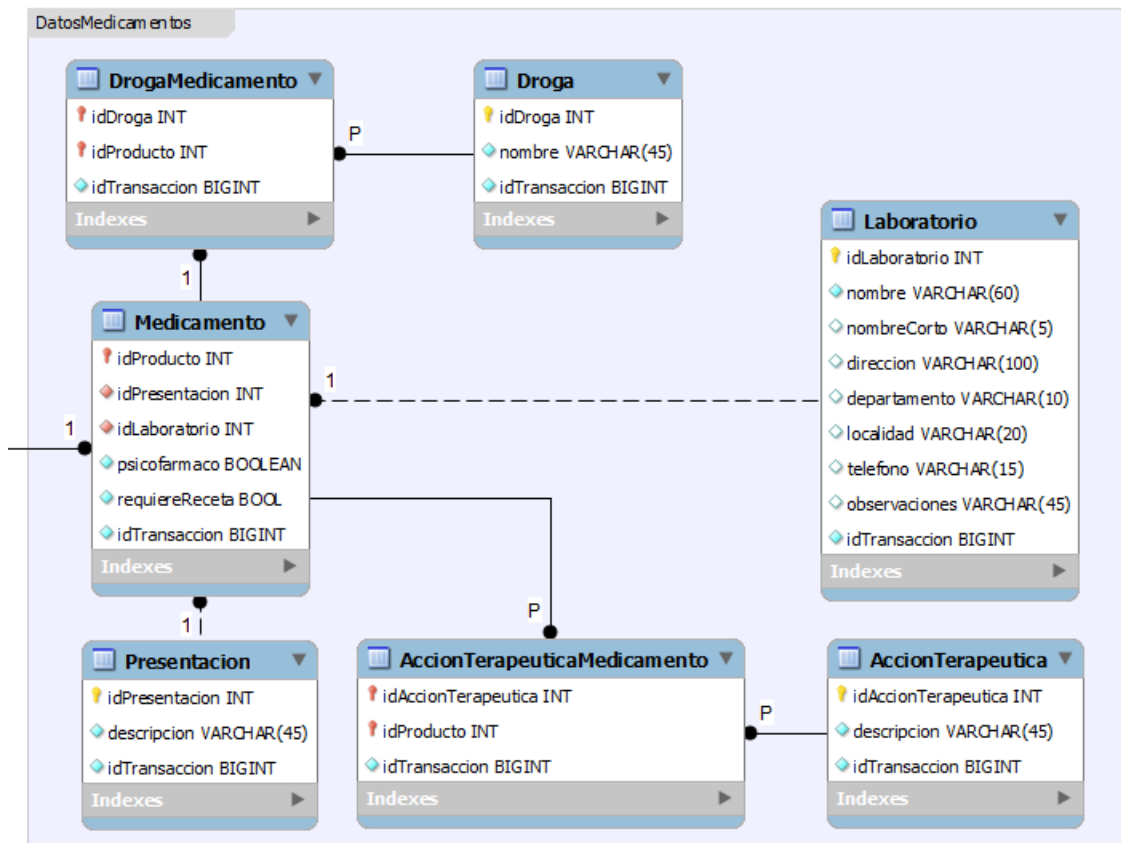 DatosMedicamentos
DrogaMedicamento
idDroga INT
idProducto INT
idTransaccion BIGINT
Indexes
P
Droga
idDroga INT
nombre VARCHAR(45)
idTransaccion BIGINT
Indexes
1
Medicamento
idProducto INT
idPresentacion INT
idLaboratorio INT
psicofarmaco BOOLEAN
requiereReceta BOOL
idTransaccion BIGINT
Indexes
1
1
Laboratorio
idLaboratorio INT
nombre VARCHAR(60)
nombreCorto VARCHAR(5)
direccion VARCHAR(100)
departamento VARCHAR(10)
localidad VARCHAR(20)
telefono VARCHAR(15)
observaciones VARCHAR(45)
idTransaccion BIGINT
Indexes
1
P
Presentacion
idPresentacion INT
descripcion VARCHAR(45)
idTransaccion BIGINT
Indexes
AccionTerapeuticaMedicamento
idAccionTerapeutica INT
idProducto INT
idTransaccion BIGINT
Indexes
P
AccionTerapeutica
idAccionTerapeutica INT
descripcion VARCHAR(45)
idTransaccion BIGINT
Indexes